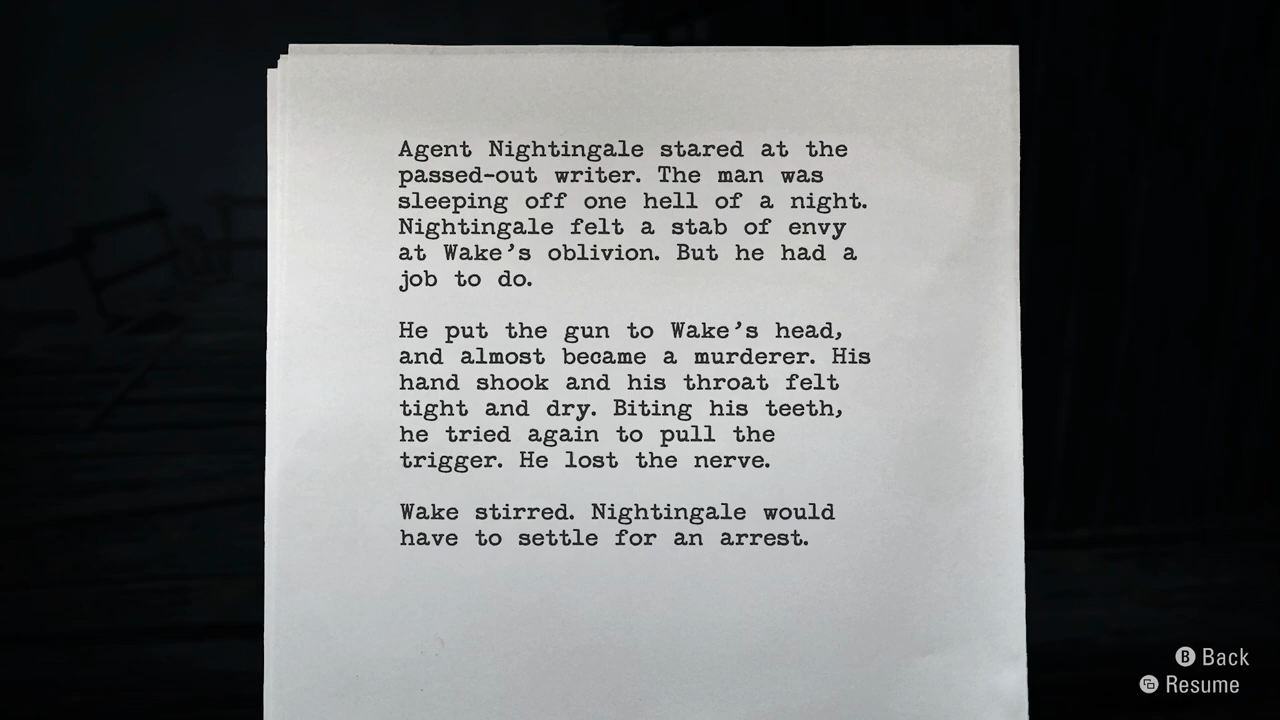 Agent Nightingale stared at the
passed-out writer. The man was
sleeping off one hell of a night.
Nightingale felt a stab of envy
at Wake’s oblivion. But he had a
job to do.
He put the gun to Wake’s head,
and almost became a murderer. His
hand shook and his throat felt
tight and dry. Biting his teeth,
he tried again to pull the
trigger. He lost the nerve.
Wake stirred. Nightingale would
have to settle for an arrest.
B Back
Resume